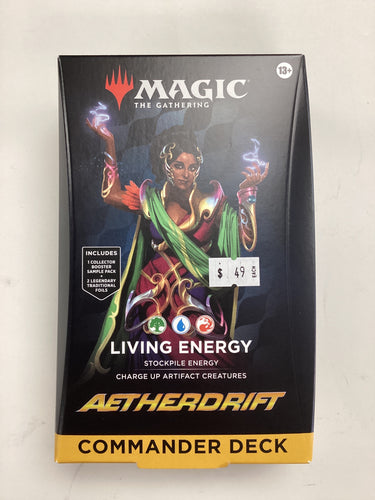 13+
MAGIC
THE GATHERING
INCLUDES
1 COLLECTOR
BOOSTER
SAMPLE PACK
+
2 LEGENDARY
TRADITIONAL
FOILS
$ 49 EACH
LIVING ENERGY
STOCKPILE ENERGY
CHARGE UP ARTIFACT CREATURES
AETHERDRIFT
COMMANDER DECK